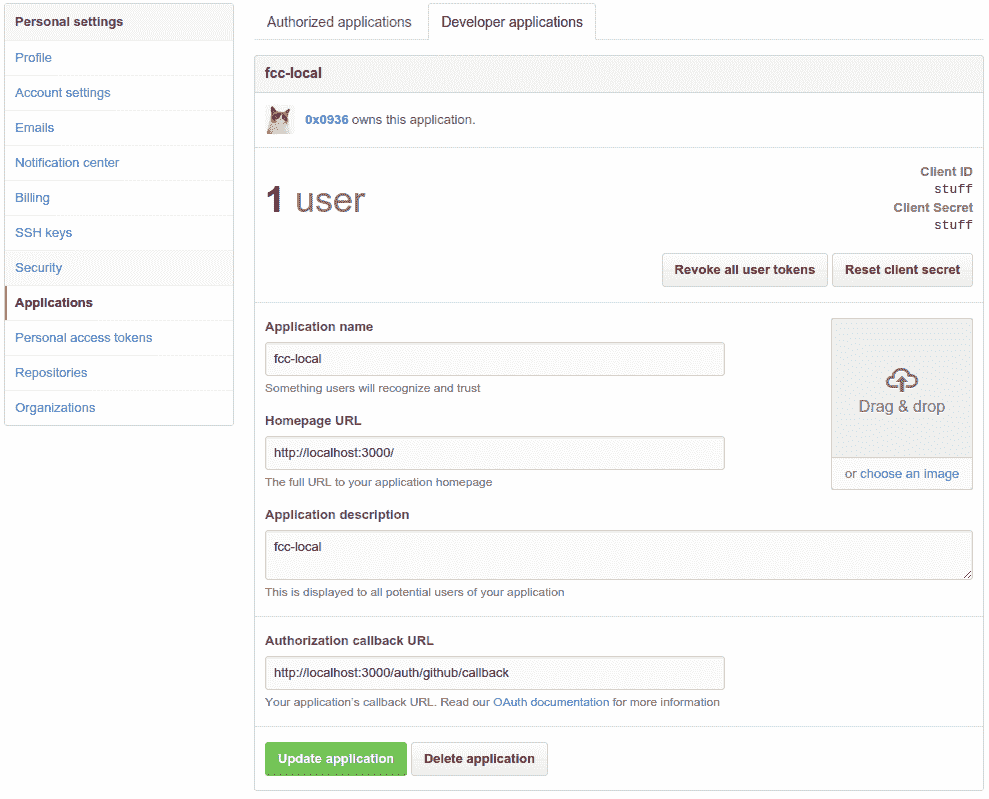 Personal settings
Profile
Account settings
Emails
Notification center
Billing
SSH keys
Security
Applications
Personal access tokens
Repositories
Organizations
Authorized applications
Developer applications
fcc-local
0x0936 owns this application.
1 user
Client ID
stuff
Client Secret
stuff
Revoke all user tokens
Reset client secret
Application name
fcc-local
Something users will recognize and trust
Homepage URL
http://localhost:3000/
The full URL to your application homepage
Drag & drop
or choose an image
Application description
fcc-local
This is displayed to all potential users of your application
Authorization callback URL
http://localhost:3000/auth/github/callback
Your application's callback URL. Read our OAuth documentation for more information
Update application
Delete application